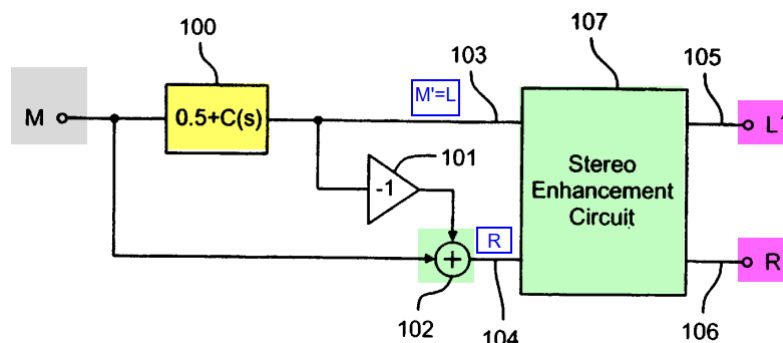 100
103
107
105
M
0.5+C(s)
M'=L
L'
101
-1
Stereo
Enhancement
Circuit
R
+
R
102
104
106